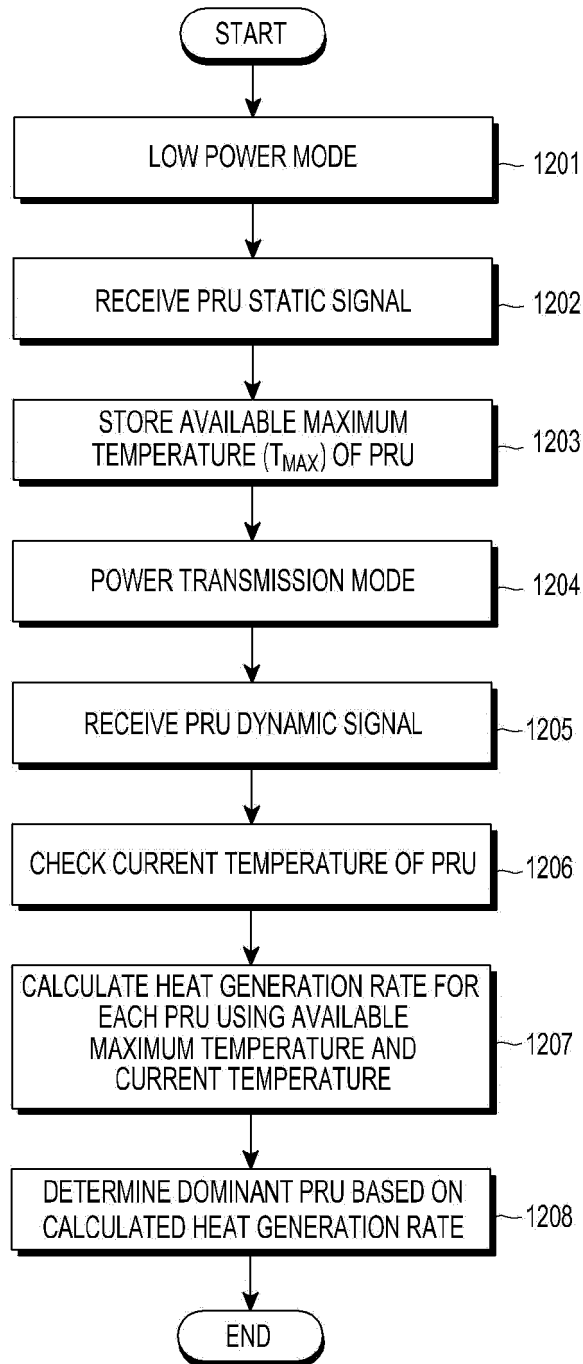 START
LOW POWER MODE
1201
RECEIVE PRU STATIC SIGNAL
1202
STORE AVAILABLE MAXIMUM
TEMPERATURE (TMAX) OF PRU
1203
POWER TRANSMISSION MODE
1204
RECEIVE PRU DYNAMIC SIGNAL
1205
CHECK CURRENT TEMPERATURE OF PRU
1206
CALCULATE HEAT GENERATION RATE FOR
EACH PRU USING AVAILABLE
MAXIMUM TEMPERATURE AND
CURRENT TEMPERATURE
1207
DETERMINE DOMINANT PRU BASED ON
CALCULATED HEAT GENERATION RATE
1208
END